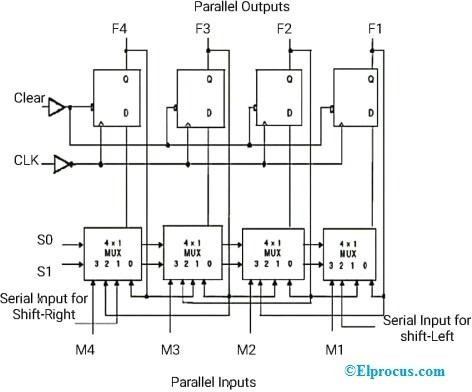 Parallel Outputs
F4 F3 F2 F1
Q Q Q Q
Clear
D D D D
CLK
S0
S1
4 x 1 4 x 1 4 x 1 4 x 1
MUX MUX MUX MUX
3 2 1 0 3 2 1 0 3 2 1 0 3 2 1 0
Serial Input for
Shift-Right
Serial Input for
shift-Left
M4 M3 M2 M1
Parallel Inputs
©Elprocus.com